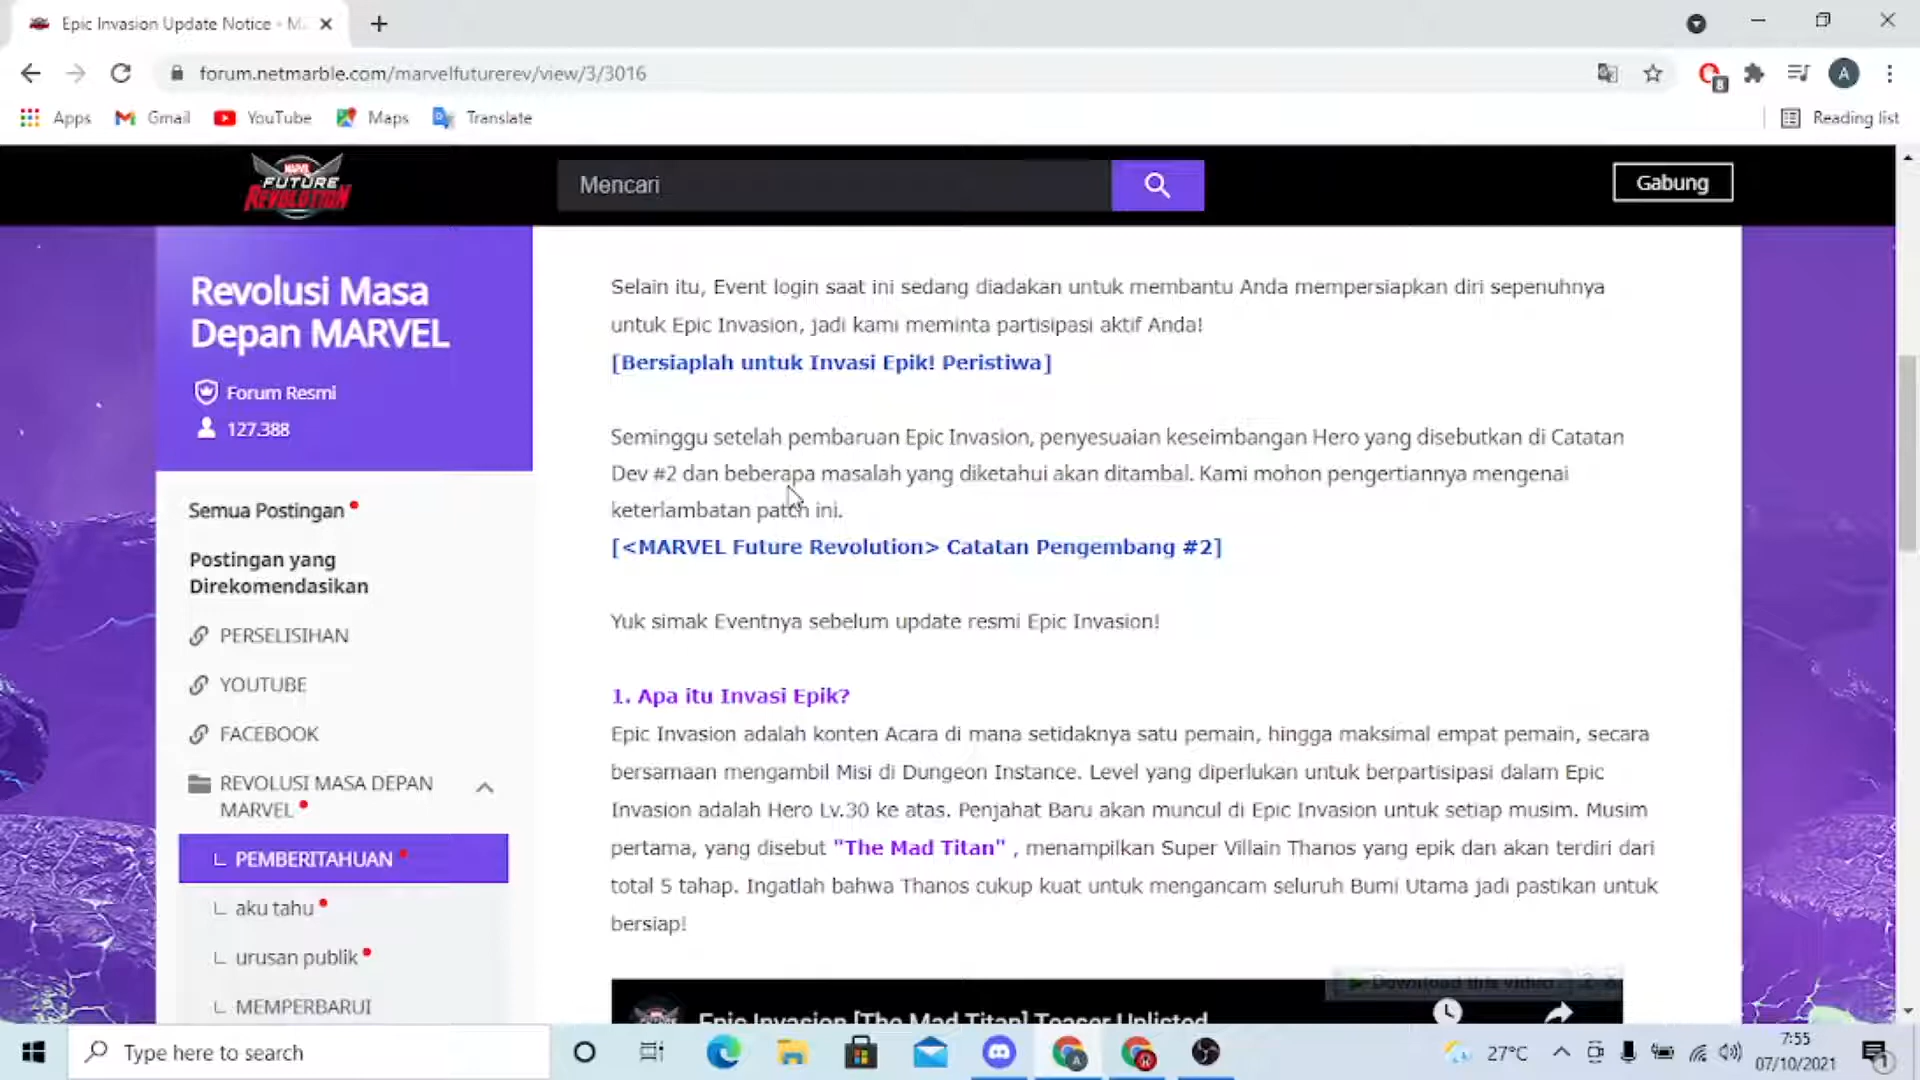 Epic Invasion Update Notice - M
forum.netmarble.com/marvelfuturerev/view/3/3016
8
A
Apps
Gmail
YouTube
Maps
Translate
Reading list
MARVEL
FUTURE
REVOLUTION
Mencari
Gabung
Revolusi Masa
Depan MARVEL
Forum Resmi
127.388
Semua Postingan
Postingan yang
Direkomendasikan
PERSELISIHAN
YOUTUBE
FACEBOOK
REVOLUSI MASA DEPAN
MARVEL
PEMBERITAHUAN
aku tahu
urusan publik
MEMPERBARUI
Selain itu, Event login saat ini sedang diadakan untuk membantu Anda mempersiapkan diri sepenuhnya
untuk Epic Invasion, jadi kami meminta partisipasi aktif Anda!
[Bersiaplah untuk Invasi Epik! Peristiwa]
Seminggu setelah pembaruan Epic Invasion, penyesuaian keseimbangan Hero yang disebutkan di Catatan
Dev #2 dan beberapa masalah yang diketahui akan ditambal. Kami mohon pengertiannya mengenai
keterlambatan patch ini.
[<MARVEL Future Revolution> Catatan Pengembang #2]
Yuk simak Eventnya sebelum update resmi Epic Invasion!
1. Apa itu Invasi Epik?
Epic Invasion adalah konten Acara di mana setidaknya satu pemain, hingga maksimal empat pemain, secara
bersamaan mengambil Misi di Dungeon Instance. Level yang diperlukan untuk berpartisipasi dalam Epic
Invasion adalah Hero Lv.30 ke atas. Penjahat Baru akan muncul di Epic Invasion untuk setiap musim. Musim
pertama, yang disebut "The Mad Titan" , menampilkan Super Villain Thanos yang epik dan akan terdiri dari
total 5 tahap. Ingatlah bahwa Thanos cukup kuat untuk mengancam seluruh Bumi Utama jadi pastikan untuk
bersiap!
Download this video
Epic Invasion [The Mad Titan] Teaser Unlisted
Type here to search
A
27°C
7:55
07/10/2021
1